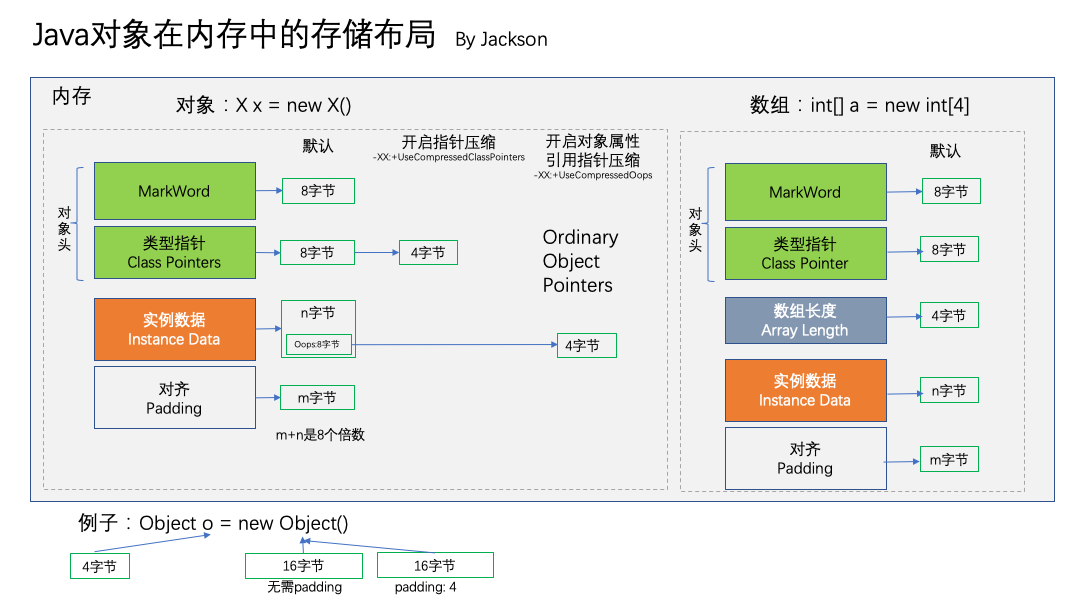 Java对象在内存中的存储布局 By Jackson
内存
对象：X x = new X()
默认
开启指针压缩
-XX:+UseCompressedClassPointers
开启对象属性
引用指针压缩
-XX:+UseCompressedOops
对象头
MarkWord
8字节
类型指针
Class Pointers
8字节
4字节
Ordinary
Object
Pointers
实例数据
Instance Data
n字节
Oops:8字节
4字节
对齐
Padding
m字节
m+n是8个倍数
数组：int[] a = new int[4]
默认
对象头
MarkWord
8字节
类型指针
Class Pointer
8字节
数组长度
Array Length
4字节
实例数据
Instance Data
n字节
对齐
Padding
m字节
例子：Object o = new Object()
4字节
16字节
无需padding
16字节
padding: 4